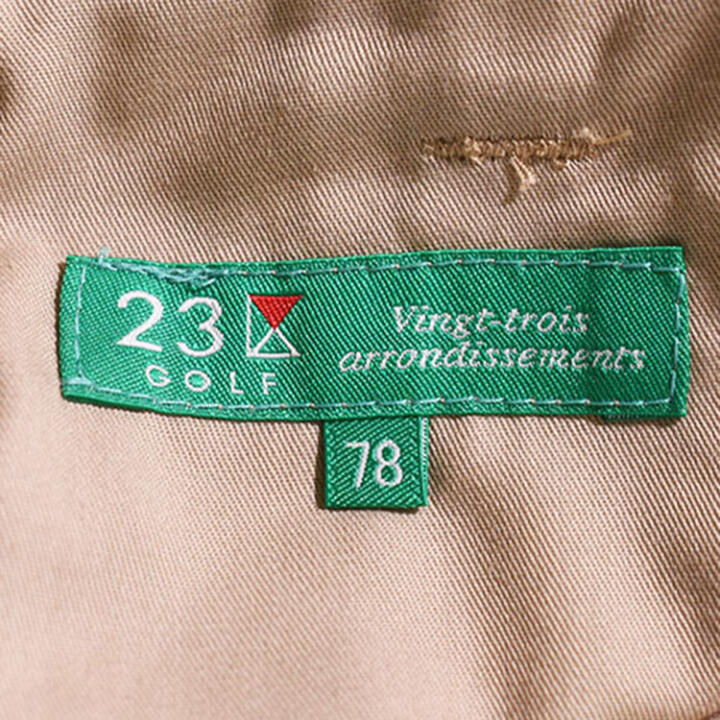 23
GOLF
Vingt-trois
arrondissements
78